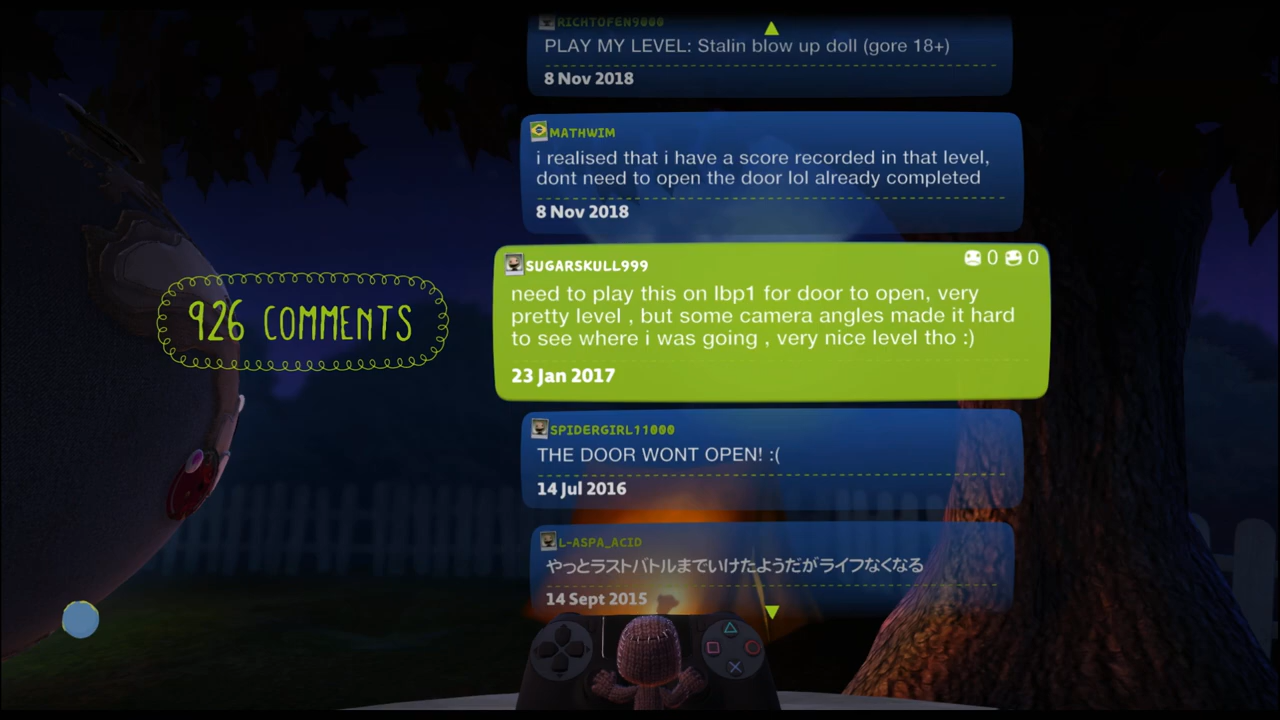 RICHTOFEN9000
PLAY MY LEVEL: Stalin blow up doll (gore 18+)
8 Nov 2018
MATHWIM
i realised that i have a score recorded in that level,
dont need to open the door lol already completed
8 Nov 2018
926 COMMENTS
SUGARSKULL999
0 0
need to play this on lbp1 for door to open, very
pretty level , but some camera angles made it hard
to see where i was going , very nice level tho :)
23 Jan 2017
SPIDERGIRL11000
THE DOOR WONT OPEN! :(
14 Jul 2016
L-ASPA_ACID
やっとラストバトルまでいけたようだがライフなくなる
14 Sept 2015